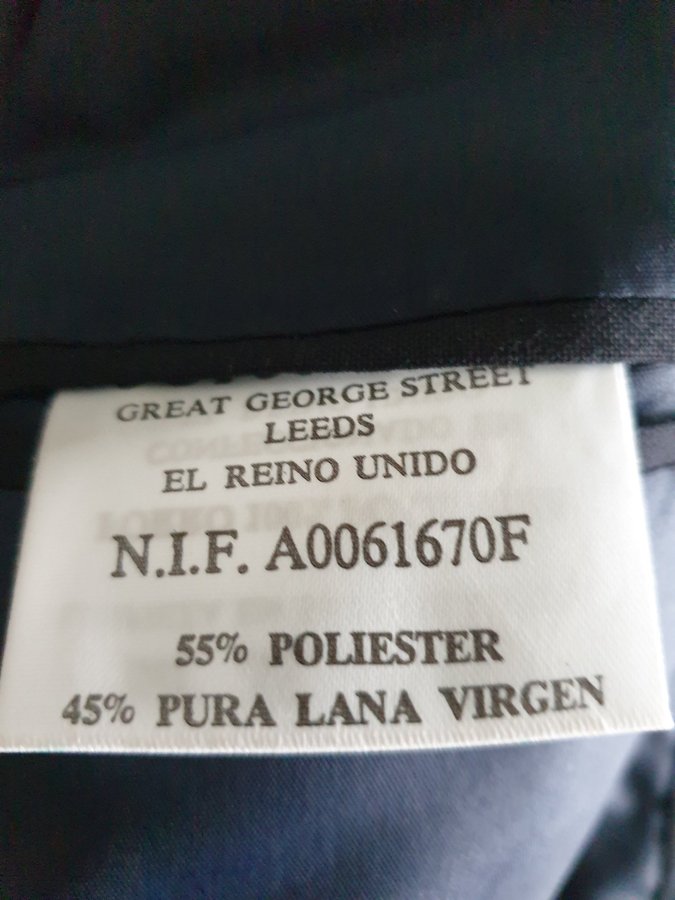 GREAT GEORGE STREET
LEEDS
EL REINO UNIDO
N.I.F. A0061670F
55% POLIESTER
45% PURA LANA VIRGEN